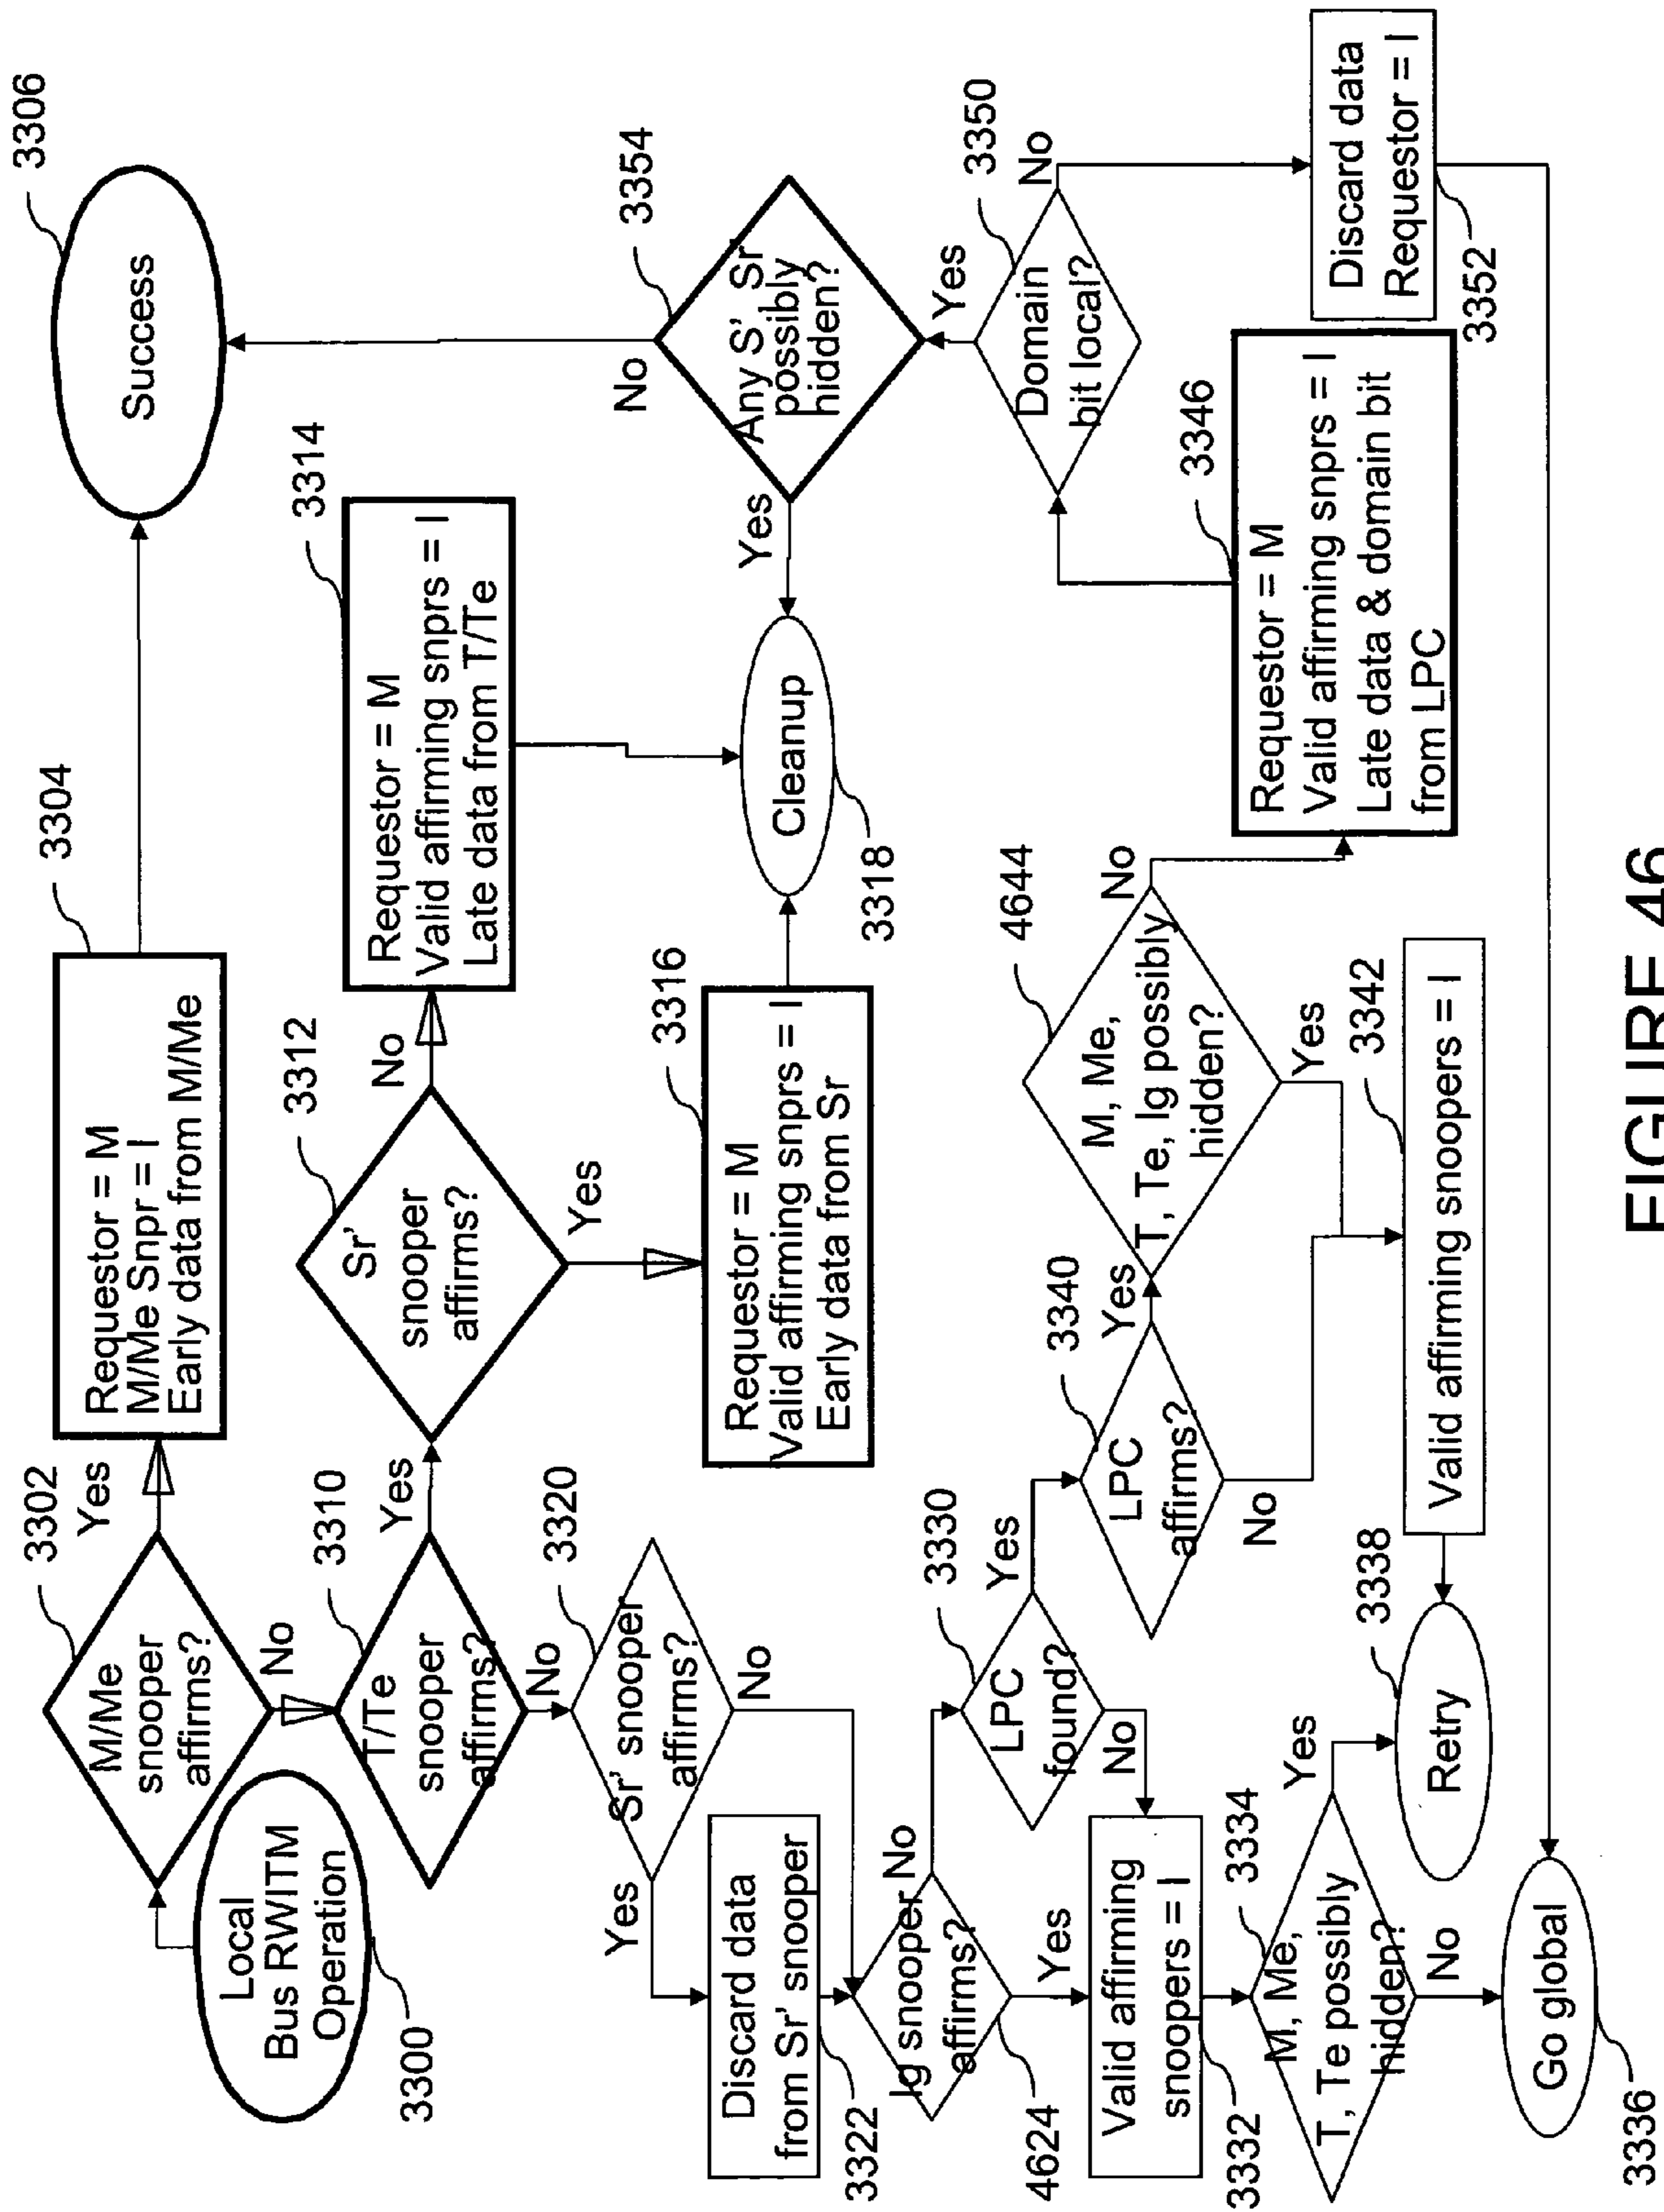 3300
Local
Bus RWITM
Operation
3302
M/Me
snooper
affirms?
Yes
No
3304
Requestor = M
M/Me Snpr = I
Early data from M/Me
3306
Success
3310
T/Te
snooper
affirms?
Yes
No
3312
Sr'
snooper
affirms?
No
Yes
3314
Requestor = M
Valid affirming snprs = I
Late data from T/Te
3316
Requestor = M
Valid affirming snprs = I
Early data from Sr
Cleanup
3318
3354
Any S' Sr
possibly
hidden?
No
Yes
3320
Sr' snooper
affirms?
Yes
No
Discard data
from Sr' snooper
3322
Ig snooper
affirms?
No
Yes
4624
3330
LPC
found?
Yes
No
Valid affirming
snoopers = I
3332
3334
M, Me,
T, Te possibly
hidden?
Yes
No
Go global
3336
3338
Retry
3340
LPC
affirms?
Yes
No
4644
M, Me,
T, Te, Ig possibly
hidden?
No
Yes
3342
Valid affirming snoopers = I
3346
Requestor = M
Valid affirming snprs = I
Late data & domain bit
from LPC
3350
Domain
bit local?
Yes
No
Discard data
Requestor = I
3352
FIGURE 46